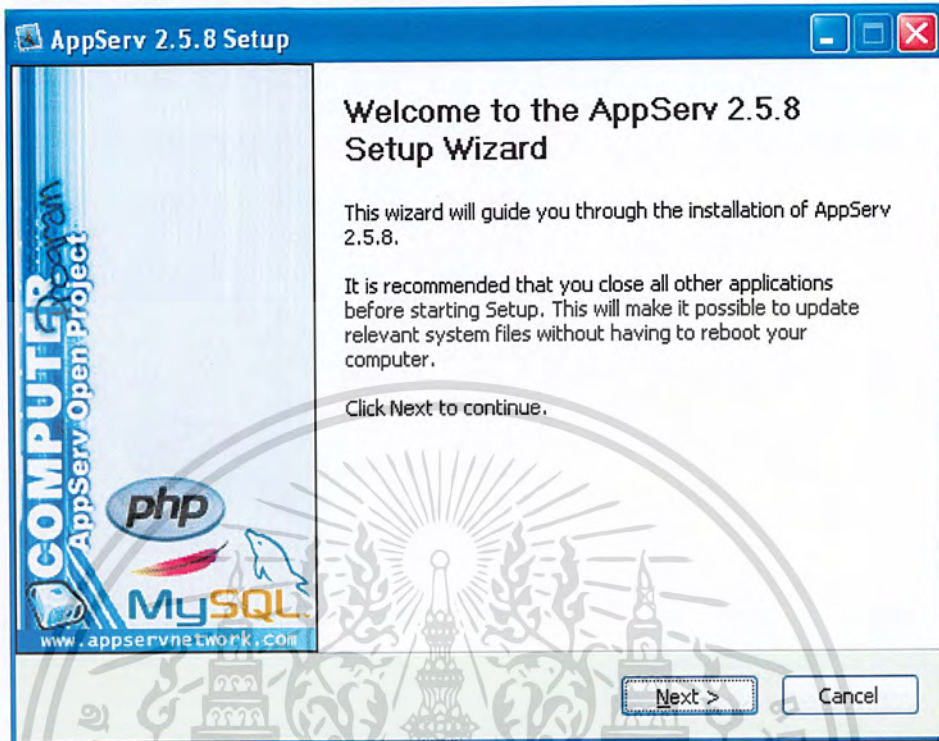 AppServ 2.5.8 Setup
COMPUTER
Program
AppServ Open Project
php
MySQL
www.appservnetwork.com
Welcome to the AppServ 2.5.8
Setup Wizard
This wizard will guide you through the installation of AppServ
2.5.8.
It is recommended that you close all other applications
before starting Setup. This will make it possible to update
relevant system files without having to reboot your
computer.
Click Next to continue.
Next >
Cancel